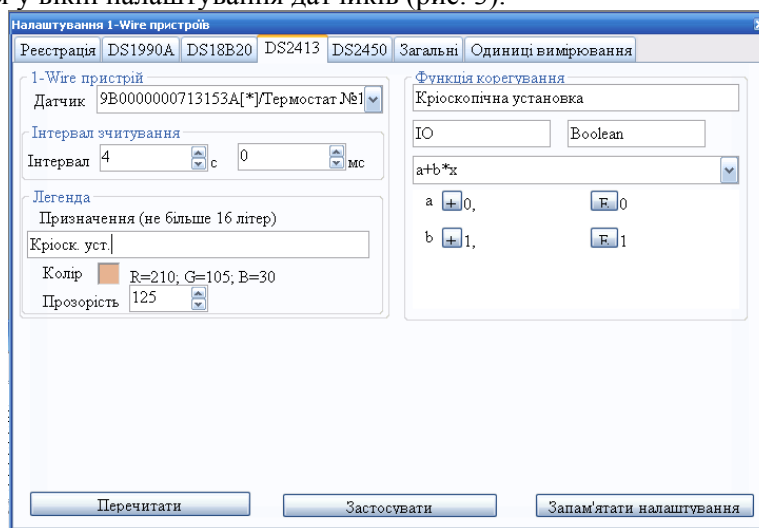 у вікні налаштування датчиків (рис. 3).
Налаштування 1-Wire пристроїв
Реєстрація DS1990A DS18B20 DS2413 DS2450 Загальні Одиниці вимірювання
1-Wire пристрій
Датчик 9B0000000713153A[*]/Термостат №1
Інтервал зчитування
Інтервал 4 с 0 мс
Легенда
Призначення (не більше 16 літер)
Кріоск. уст.
Колір R=210; G=105; B=30
Прозорість 125
Функція корегування
Кріоскопічна установка
IO Boolean
a+b*x
a + 0, E 0
b + 1, E 1
Перечитати Застосувати Запам'ятати налаштування